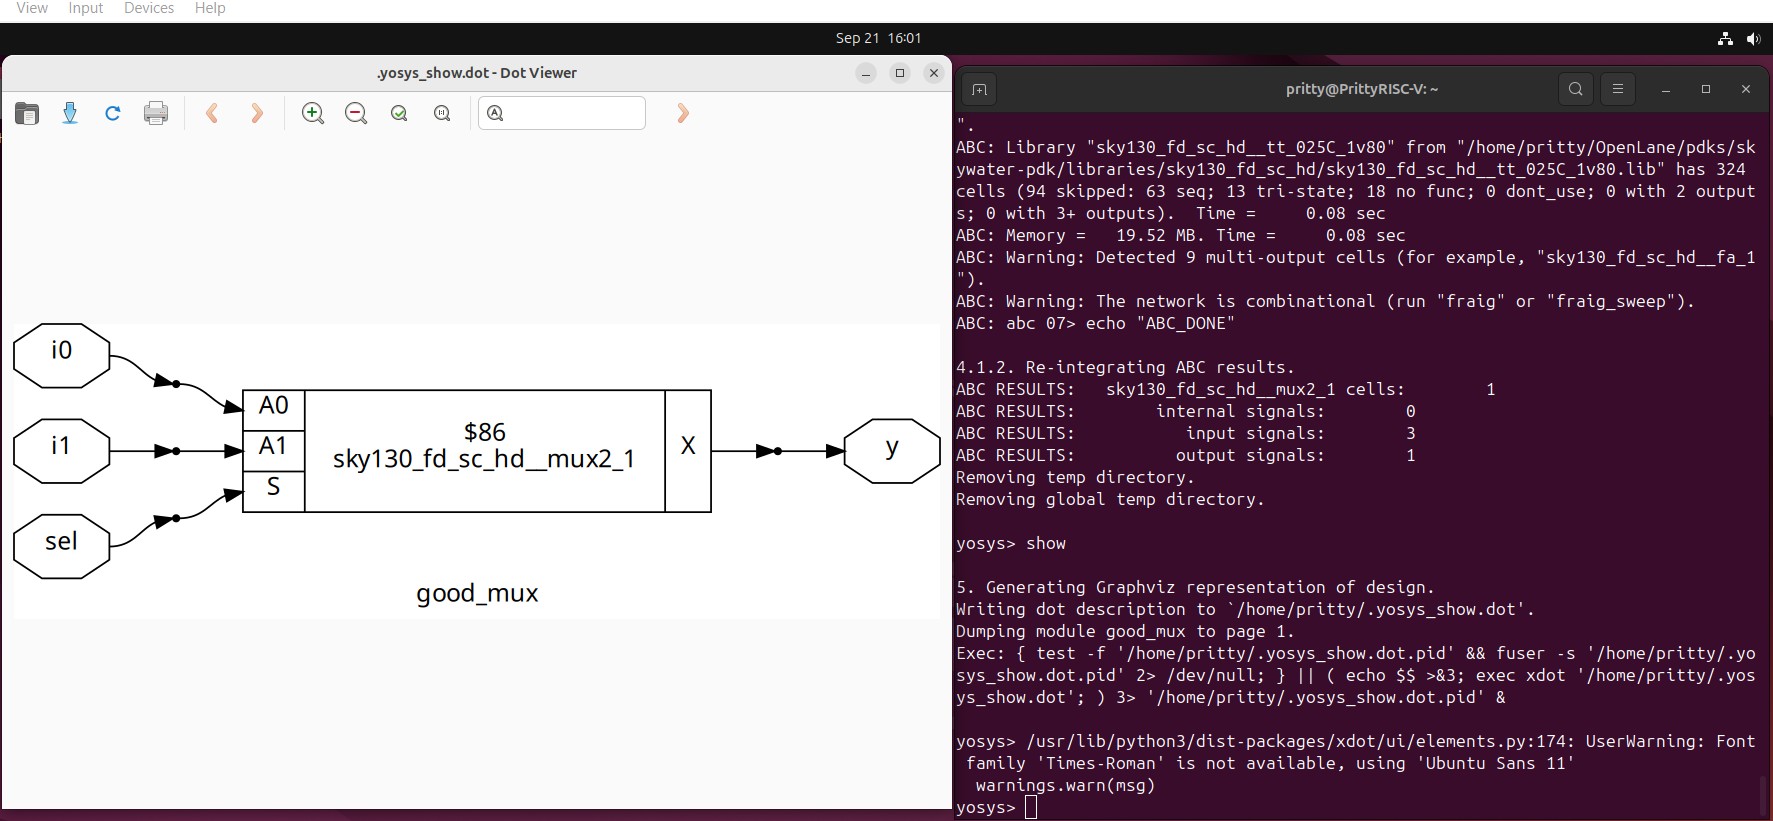 View Input Devices Help
Sep 21 16:01
.yosys_show.dot - Dot Viewer
i0
i1
sel
A0
A1
S
$86
sky130_fd_sc_hd__mux2_1
X
y
good_mux
pritty@PrittyRISC-V: ~
".
ABC: Library "sky130_fd_sc_hd__tt_025C_1v80" from "/home/pritty/OpenLane/pdks/sk
ywater-pdk/libraries/sky130_fd_sc_hd/sky130_fd_sc_hd__tt_025C_1v80.lib" has 324
cells (94 skipped: 63 seq; 13 tri-state; 18 no func; 0 dont_use; 0 with 2 output
s; 0 with 3+ outputs).  Time =     0.08 sec
ABC: Memory =   19.52 MB. Time =     0.08 sec
ABC: Warning: Detected 9 multi-output cells (for example, "sky130_fd_sc_hd__fa_1
").
ABC: Warning: The network is combinational (run "fraig" or "fraig_sweep").
ABC: abc 07> echo "ABC_DONE"
4.1.2. Re-integrating ABC results.
ABC RESULTS:   sky130_fd_sc_hd__mux2_1 cells:        1
ABC RESULTS:        internal signals:        0
ABC RESULTS:           input signals:        3
ABC RESULTS:          output signals:        1
Removing temp directory.
Removing global temp directory.
yosys> show
5. Generating Graphviz representation of design.
Writing dot description to `/home/pritty/.yosys_show.dot'.
Dumping module good_mux to page 1.
Exec: { test -f '/home/pritty/.yosys_show.dot.pid' && fuser -s '/home/pritty/.yo
sys_show.dot.pid' 2> /dev/null; } || ( echo $$ >&3; exec xdot '/home/pritty/.yos
ys_show.dot'; ) 3> '/home/pritty/.yosys_show.dot.pid' &
yosys> /usr/lib/python3/dist-packages/xdot/ui/elements.py:174: UserWarning: Font
 family 'Times-Roman' is not available, using 'Ubuntu Sans 11'
  warnings.warn(msg)
yosys>